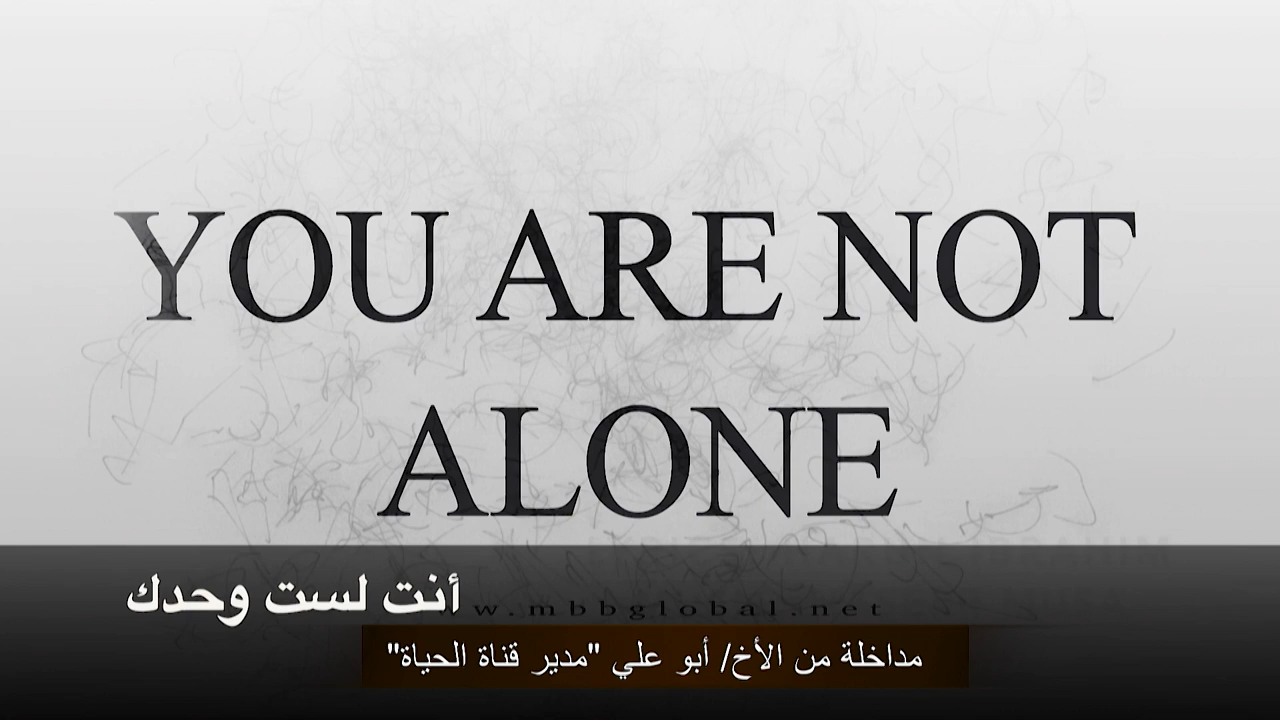 YOU ARE NOT
ALONE
أنت لست وحدك
w.mbbglobal.net
مداخلة من الأخ/ أبو علي "مدير قناة الحياة"